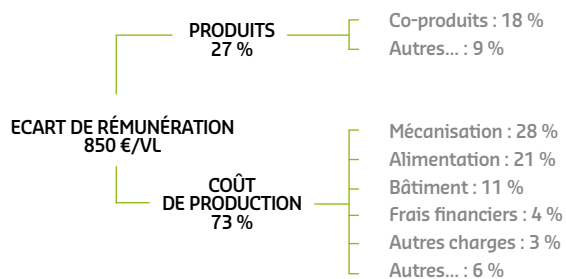 PRODUITS
27 %
Co-produits : 18 %
Autres... : 9 %
ECART DE RÉMUNÉRATION
850 €/VL
COÛT
DE PRODUCTION
73 %
Mécanisation : 28 %
Alimentation : 21 %
Bâtiment : 11 %
Frais financiers : 4 %
Autres charges : 3 %
Autres... : 6 %